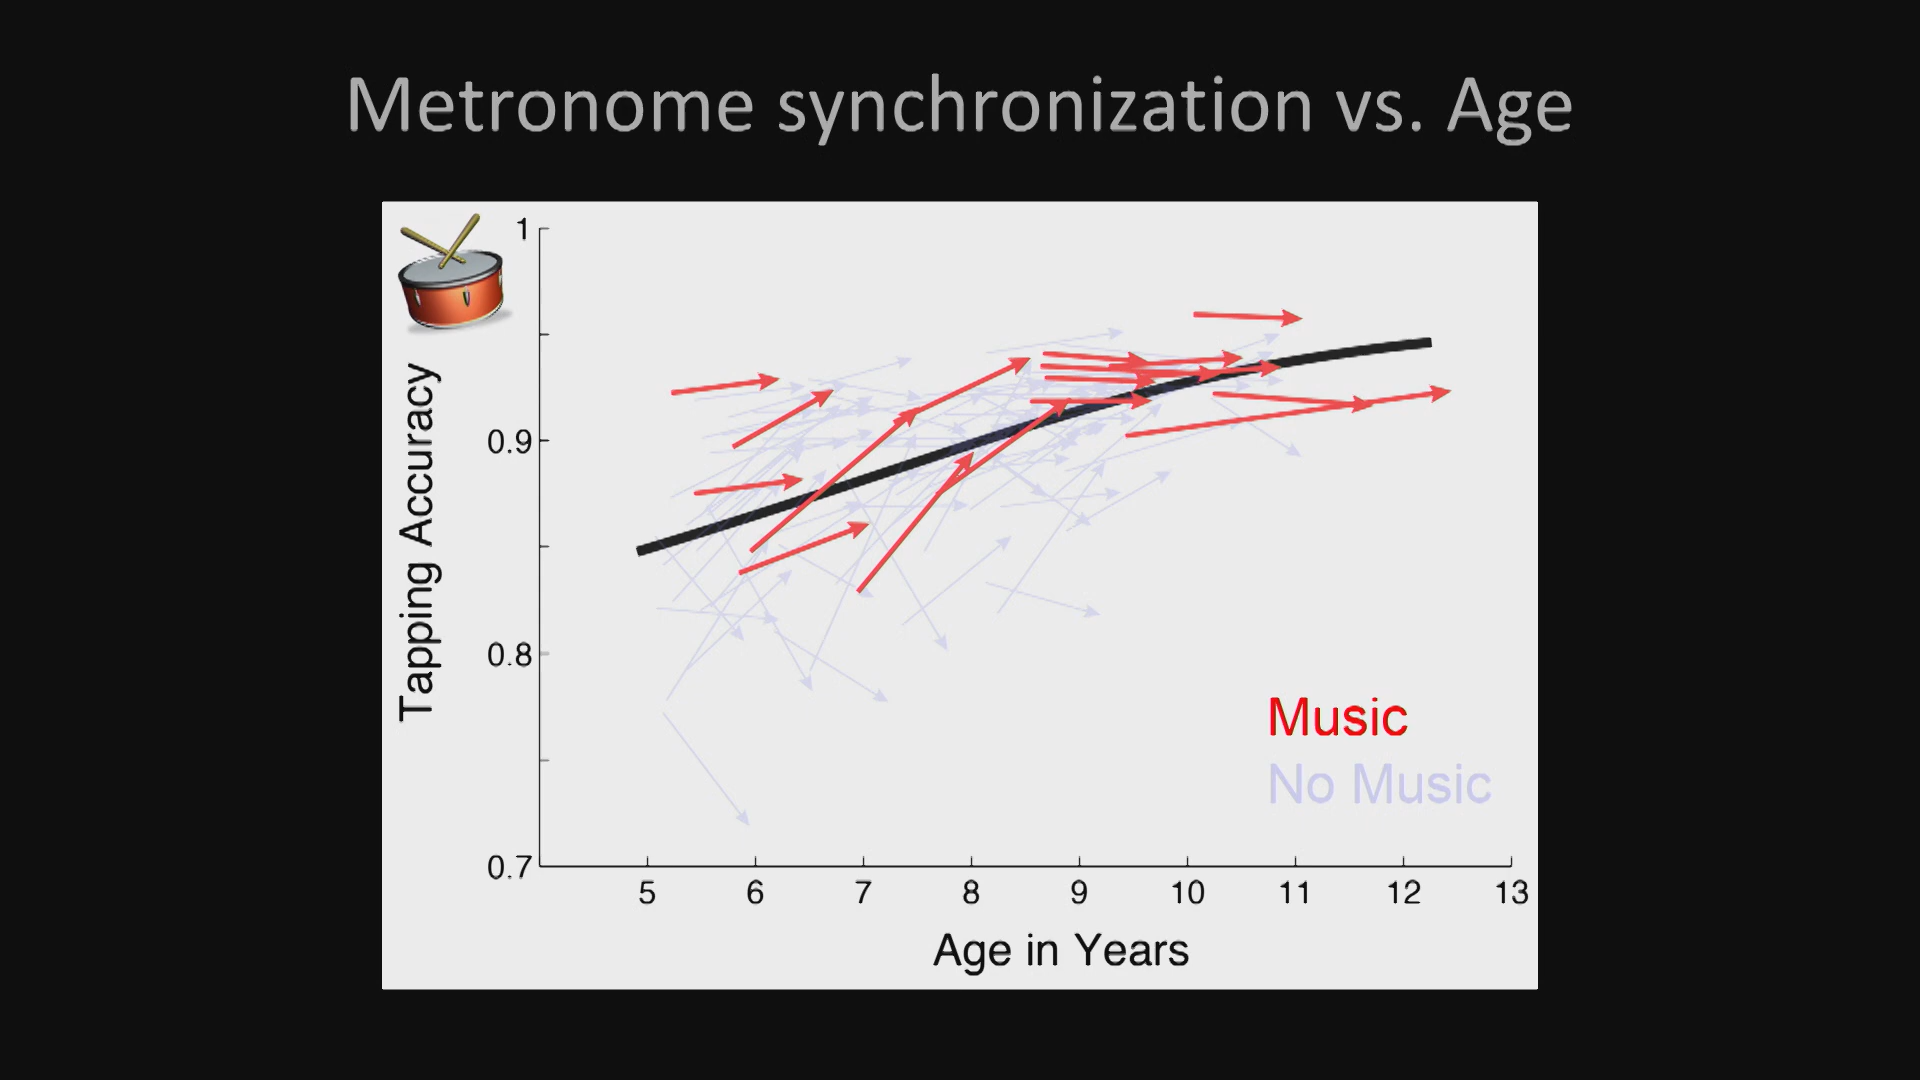 Metronome synchronization vs. Age
1
0.9
0.8
0.7
Tapping Accuracy
Music
No Music
5 6 7 8 9 10 11 12 13
Age in Years